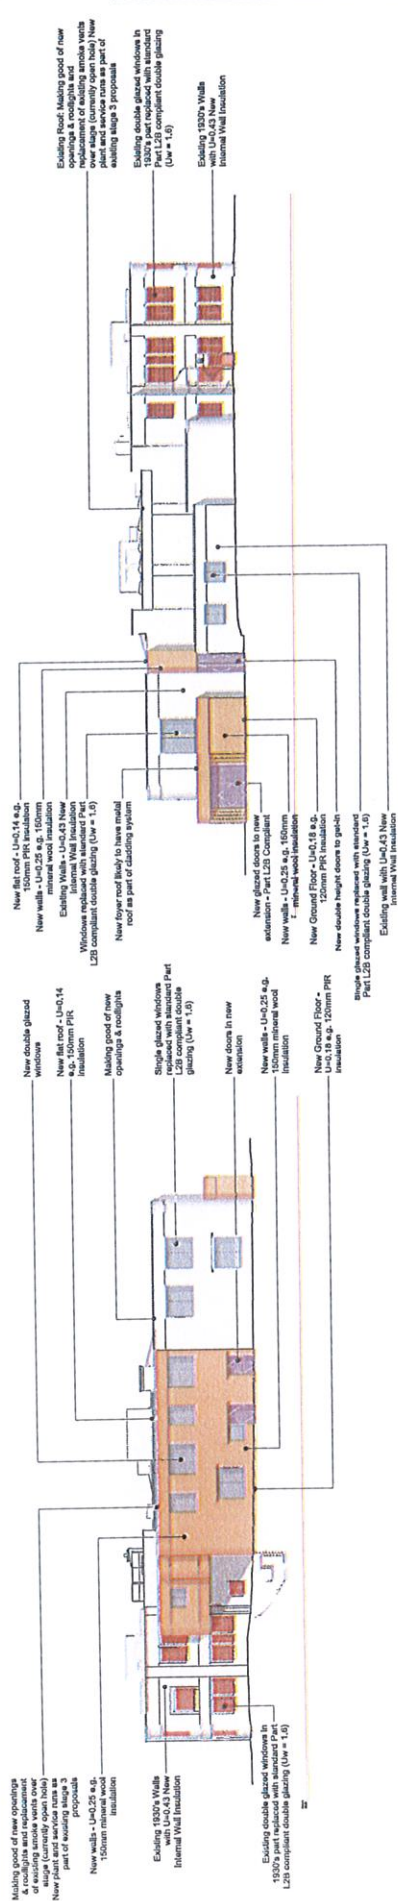 Existing Roof: Making good of new
openings & rooflights and
replacement of existing smoke vents
over stage (currently open hole) New
plant and service runs as part of
existing stage 3 proposals
Existing double glazed windows in
1930's part replaced with standard
Part L2B compliant double glazing
(Uw = 1,6)
Existing 1930's Walls
with U=0,43 New
Internal Wall Insulation
New flat roof - U=0,14 e.g.
150mm PIR insulation
New walls - U=0,25 e.g. 150mm
mineral wool insulation
Existing Walls - U=0,43 New
Internal Wall Insulation
Windows replaced with standard Part
L2B compliant double glazing (Uw = 1,6)
New foyer roof likely to have metal
roof as part of cladding system
New glazed doors to new
extension - Part L2B Compliant
New walls - U=0,25 e.g. 150mm
mineral wool insulation
New Ground Floor - U=0,18 e.g.
120mm PIR Insulation
New double height doors to get-in
Single glazed windows replaced with standard
Part L2B compliant double glazing (Uw = 1,6)
Existing wall with U=0,43 New
Internal Wall Insulation
New double glazed
windows
New flat roof - U=0,14
e.g. 150mm PIR
insulation
Making good of new
openings & rooflights
Single glazed windows
replaced with standard Part
L2B compliant double
glazing (Uw = 1,6)
New doors in new
extension
New walls - U=0,25 e.g.
150mm mineral wool
insulation
New Ground Floor -
U=0,18 e.g. 120mm PIR
insulation
Making good of new openings
& rooflights and replacement
of existing smoke vents over
stage (currently open hole)
New plant and service runs as
part of existing stage 3
proposals
New walls - U=0,25 e.g.
150mm mineral wool
insulation
Existing 1930's Walls
with U=0,43 New
Internal Wall Insulation
Existing double glazed windows in
1930's part replaced with standard Part
L2B compliant double glazing (Uw = 1,6)